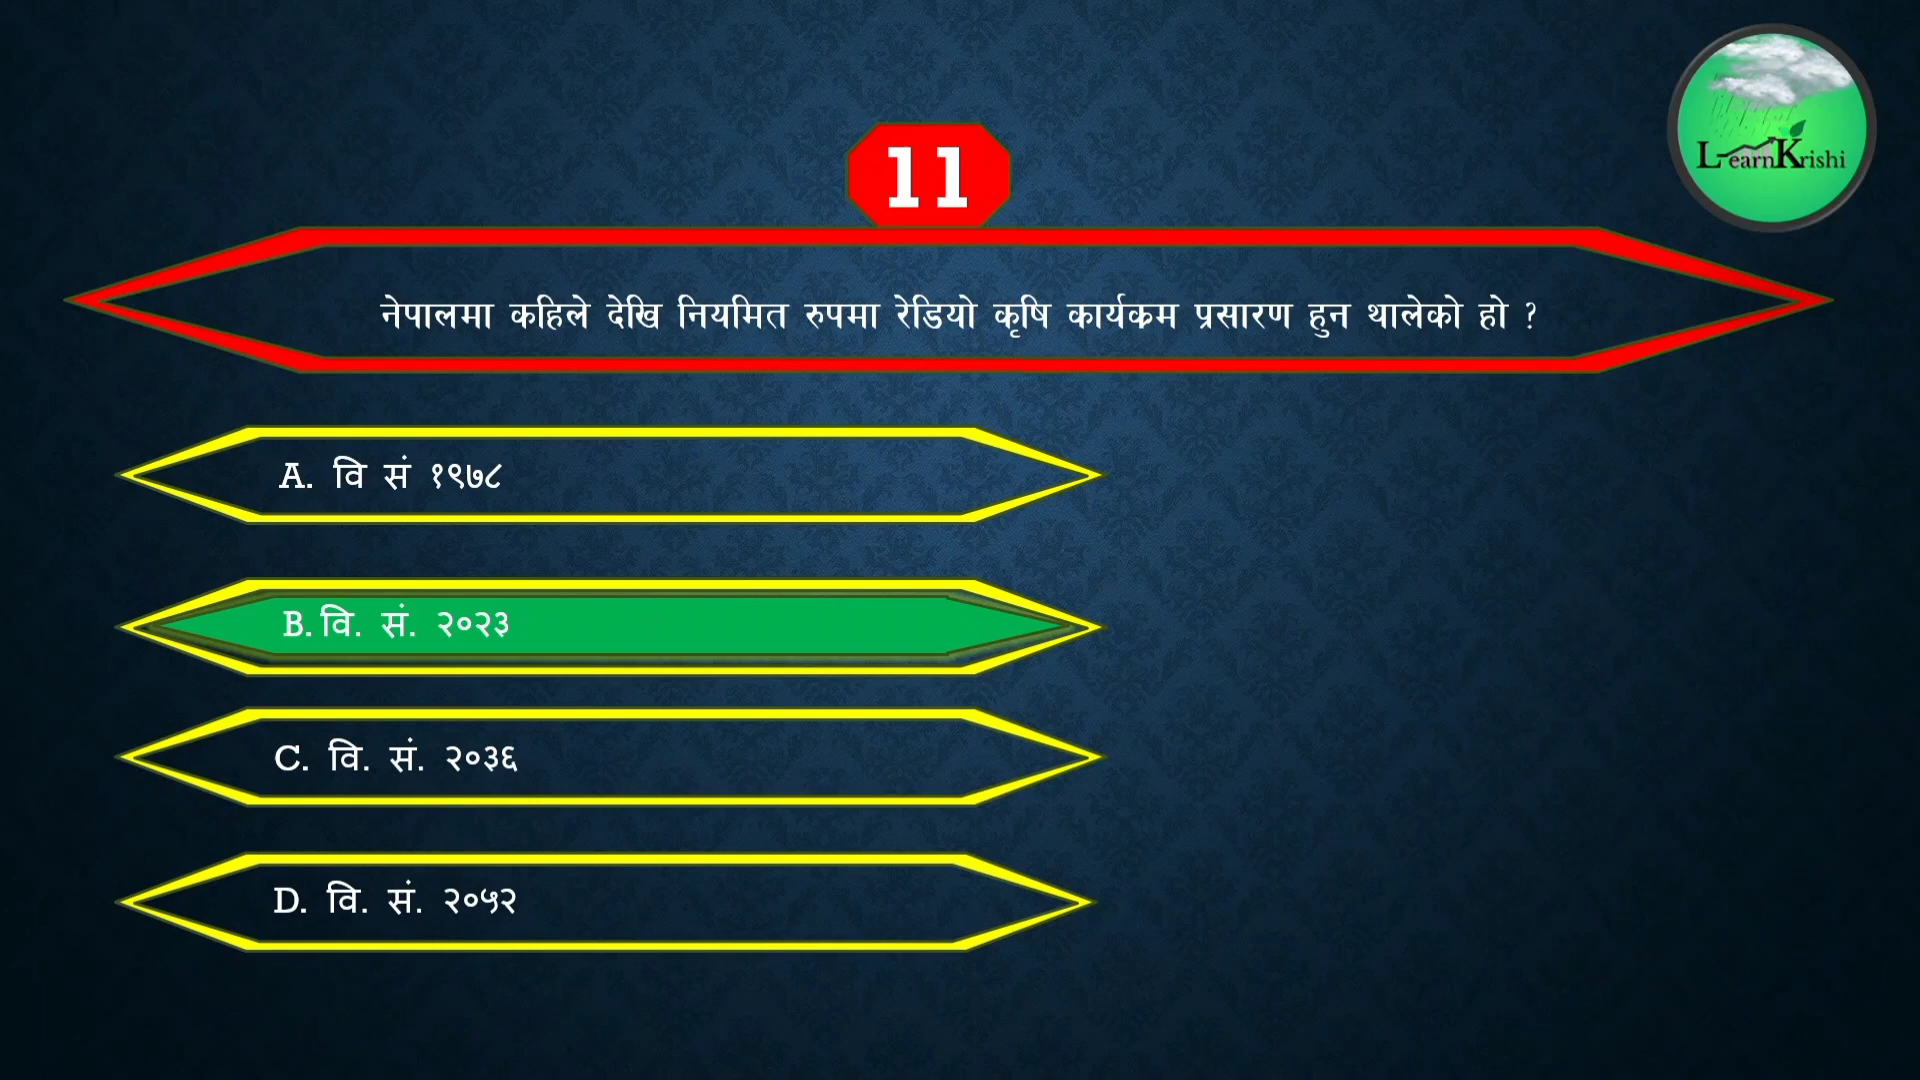 LearnKrishi
11
नेपालमा कहिले देखि नियमित रुपमा रेडियो कृषि कार्यक्रम प्रसारण हुन थालेको हो ?
A. वि सं १९७८
B. वि. सं. २०२३
C. वि. सं. २०३६
D. वि. सं. २०५२